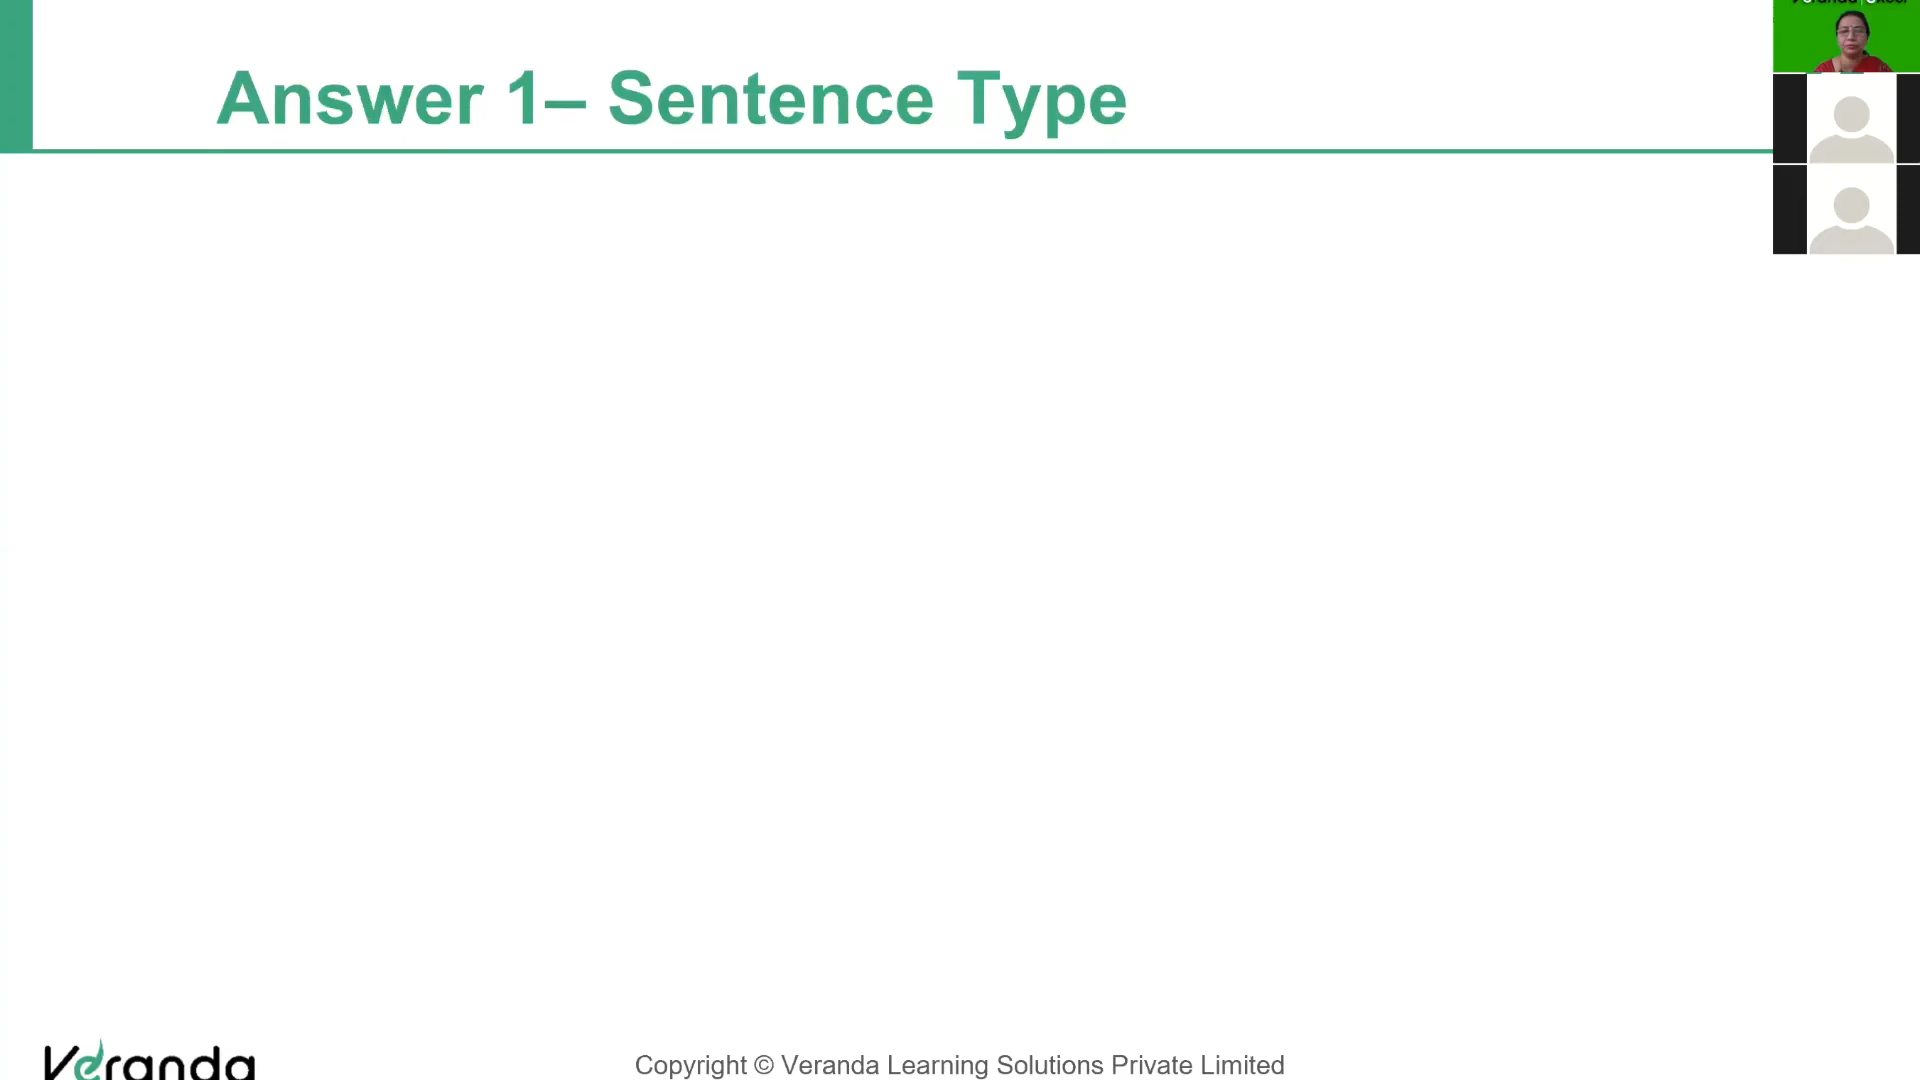 Answer 1– Sentence Type
Veranda
Copyright © Veranda Learning Solutions Private Limited